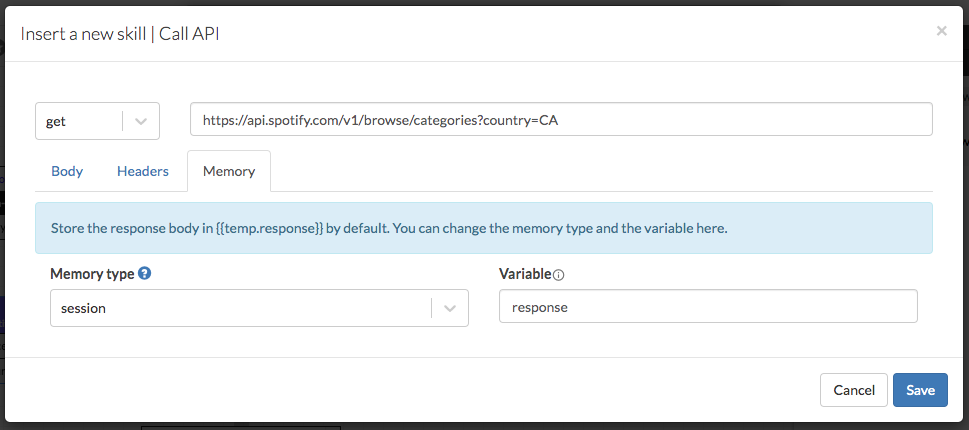 Insert a new skill | Call API ×
get https://api.spotify.com/v1/browse/categories?country=CA
Body Headers Memory
Store the response body in {{temp.response}} by default. You can change the memory type and the variable here.
Memory type ? Variable
session response
Cancel Save